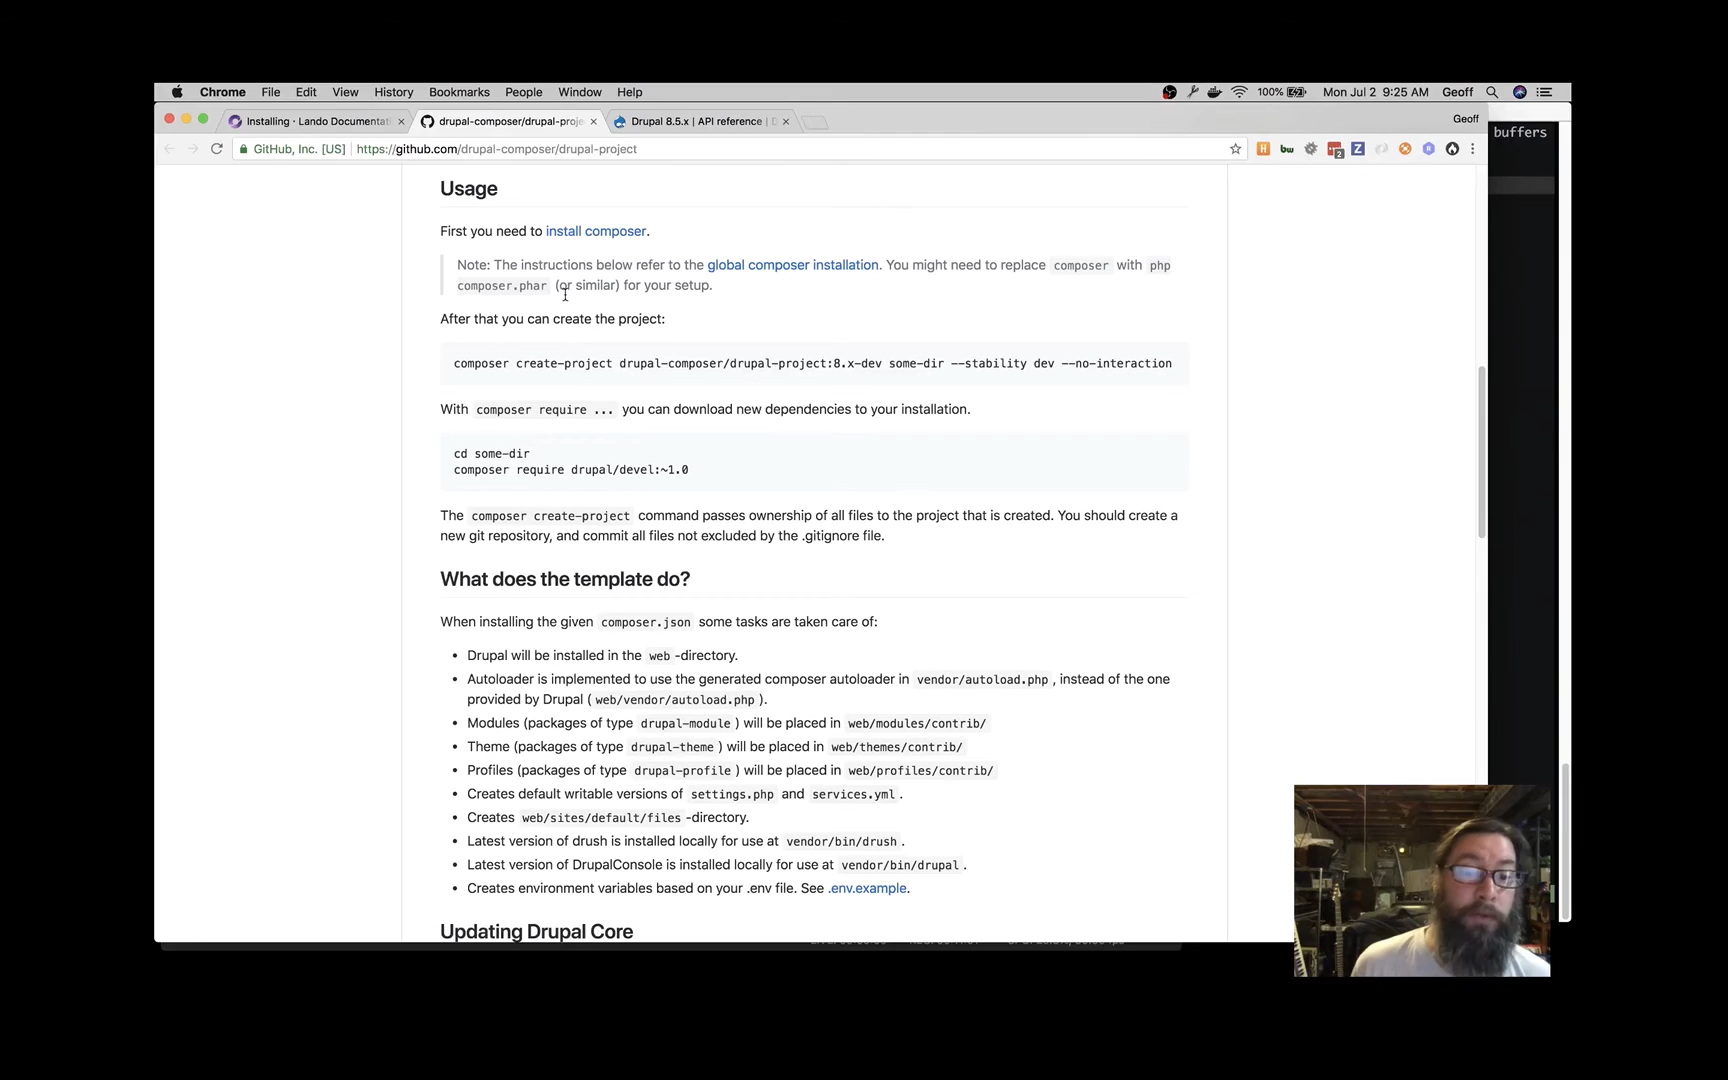 Chrome File Edit View History Bookmarks People Window Help 100% Mon Jul 2 9:25 AM Geoff
Installing · Lando Documentati × drupal-composer/drupal-proje × Drupal 8.5.x | API reference | D × Geoff
buffers
GitHub, Inc. [US] https://github.com/drupal-composer/drupal-project
Usage
First you need to install composer.
Note: The instructions below refer to the global composer installation. You might need to replace composer with php
composer.phar (or similar) for your setup.
After that you can create the project:
composer create-project drupal-composer/drupal-project:8.x-dev some-dir --stability dev --no-interaction
With composer require ... you can download new dependencies to your installation.
cd some-dir
composer require drupal/devel:~1.0
The composer create-project command passes ownership of all files to the project that is created. You should create a
new git repository, and commit all files not excluded by the .gitignore file.
What does the template do?
When installing the given composer.json some tasks are taken care of:
• Drupal will be installed in the web -directory.
• Autoloader is implemented to use the generated composer autoloader in vendor/autoload.php , instead of the one
provided by Drupal ( web/vendor/autoload.php ).
• Modules (packages of type drupal-module ) will be placed in web/modules/contrib/
• Theme (packages of type drupal-theme ) will be placed in web/themes/contrib/
• Profiles (packages of type drupal-profile ) will be placed in web/profiles/contrib/
• Creates default writable versions of settings.php and services.yml .
• Creates web/sites/default/files -directory.
• Latest version of drush is installed locally for use at vendor/bin/drush .
• Latest version of DrupalConsole is installed locally for use at vendor/bin/drupal .
• Creates environment variables based on your .env file. See .env.example.
Updating Drupal Core